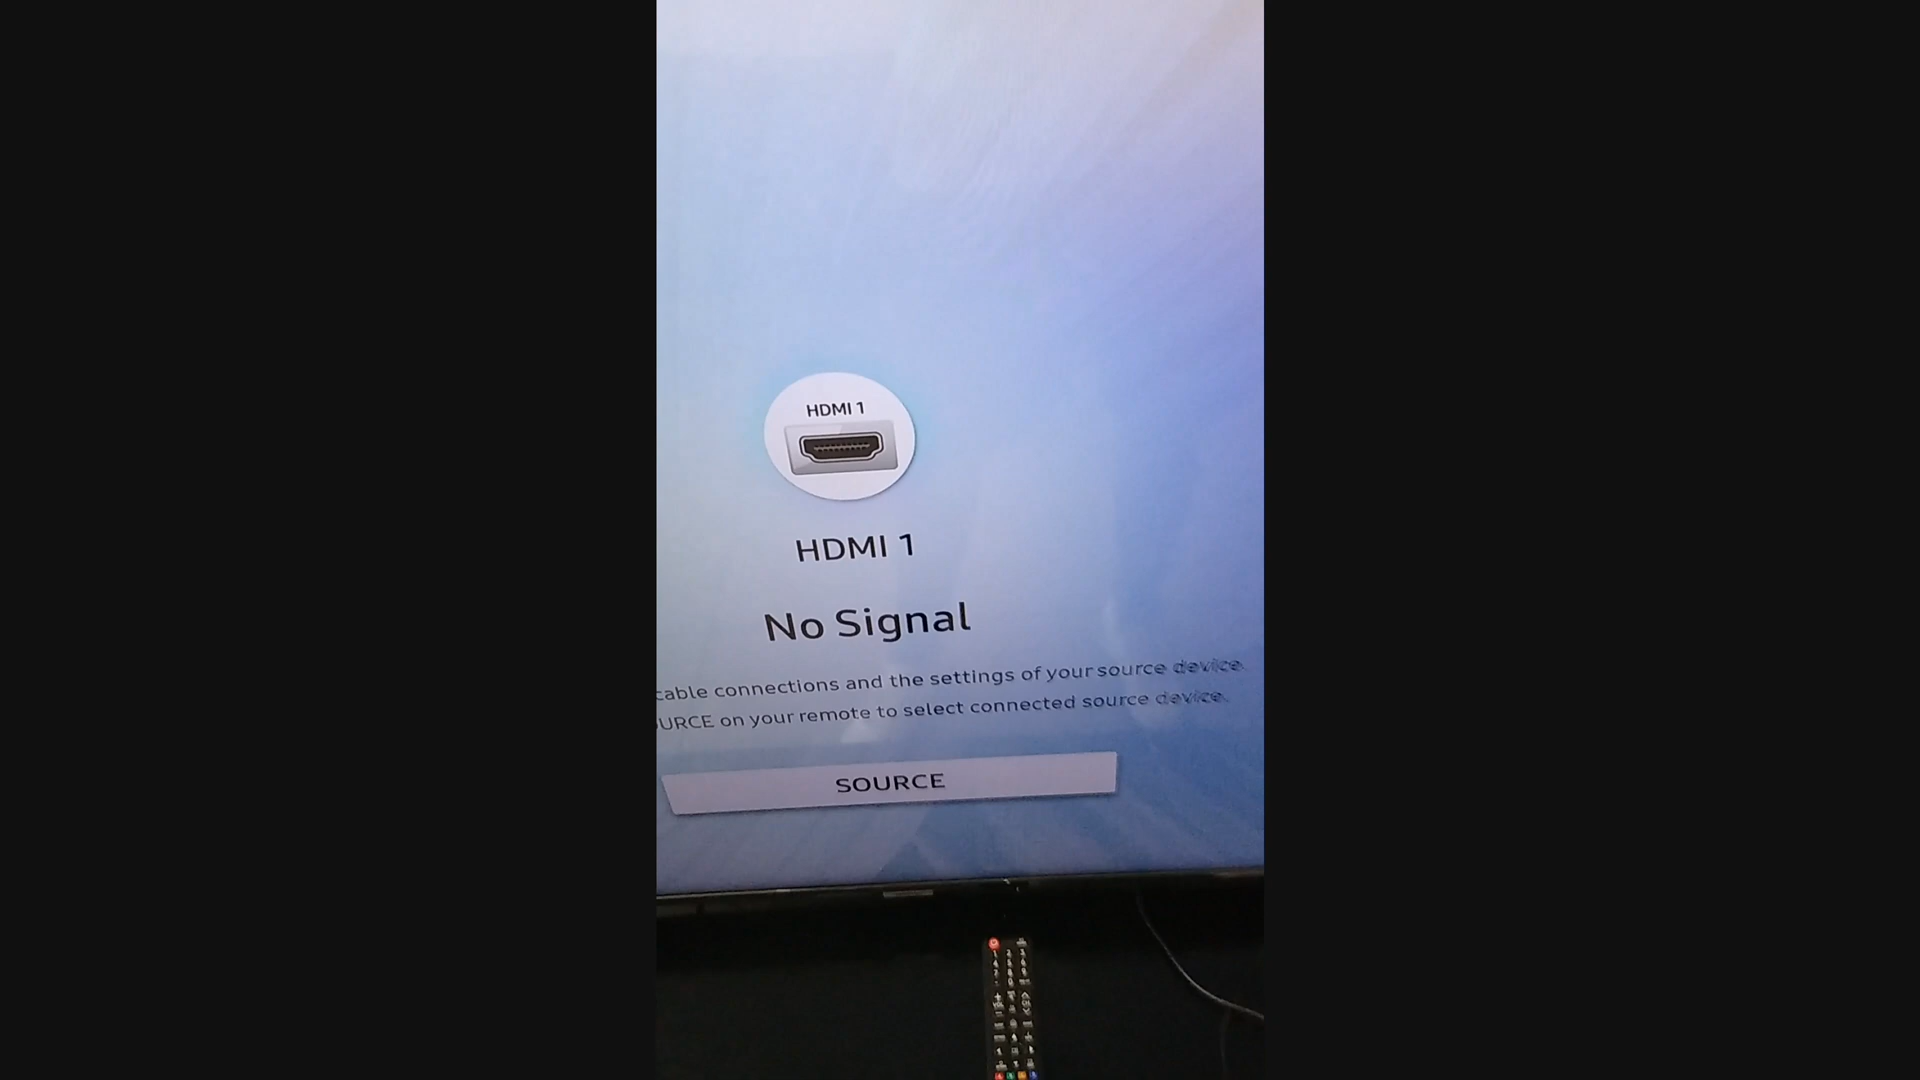 HDMI 1
HDMI 1
No Signal
cable connections and the settings of your source device.
URCE on your remote to select connected source device.
SOURCE